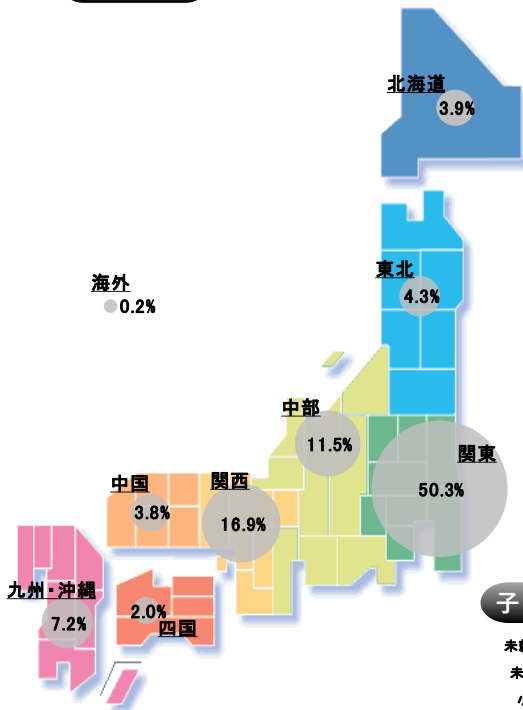 北海道
3.9%
東北
4.3%
海外
0.2%
中部
11.5%
関東
50.3%
関西
16.9%
中国
3.8%
九州・沖縄
7.2%
2.0%
四国
子
未
未